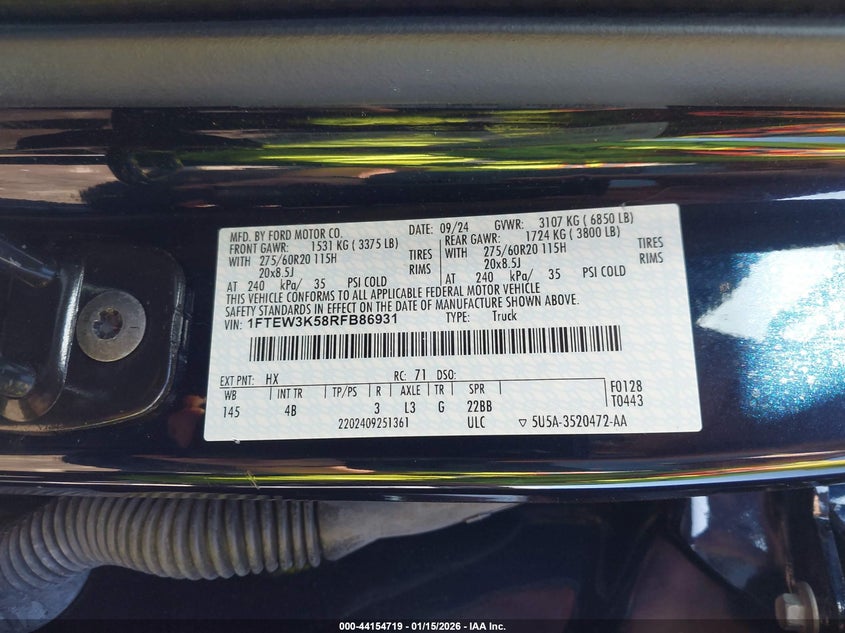 MFD. BY FORD MOTOR CO. DATE: 09/24 GVWR: 3107 KG ( 6850 LB)
FRONT GAWR: 1531 KG ( 3375 LB) REAR GAWR: 1724 KG ( 3800 LB)
WITH 275/60R20 115H TIRES WITH 275/60R20 115H TIRES
20x8.5J RIMS 20x8.5J RIMS
AT 240 kPa/ 35 PSI COLD AT 240 kPa/ 35 PSI COLD
THIS VEHICLE CONFORMS TO ALL APPLICABLE FEDERAL MOTOR VEHICLE
SAFETY STANDARDS IN EFFECT ON THE DATE OF MANUFACTURE SHOWN ABOVE.
VIN: 1FTEW3K58RFB86931 TYPE: Truck
EXT PNT: HX RC: 71 DSO:
WB INT TR TP/PS R AXLE TR SPR F0128
145 4B 3 L3 G 22BB T0443
2202409251361 ULC ▽ 5U5A-3520472-AA
000-44154719 - 01/15/2026 - IAA Inc.